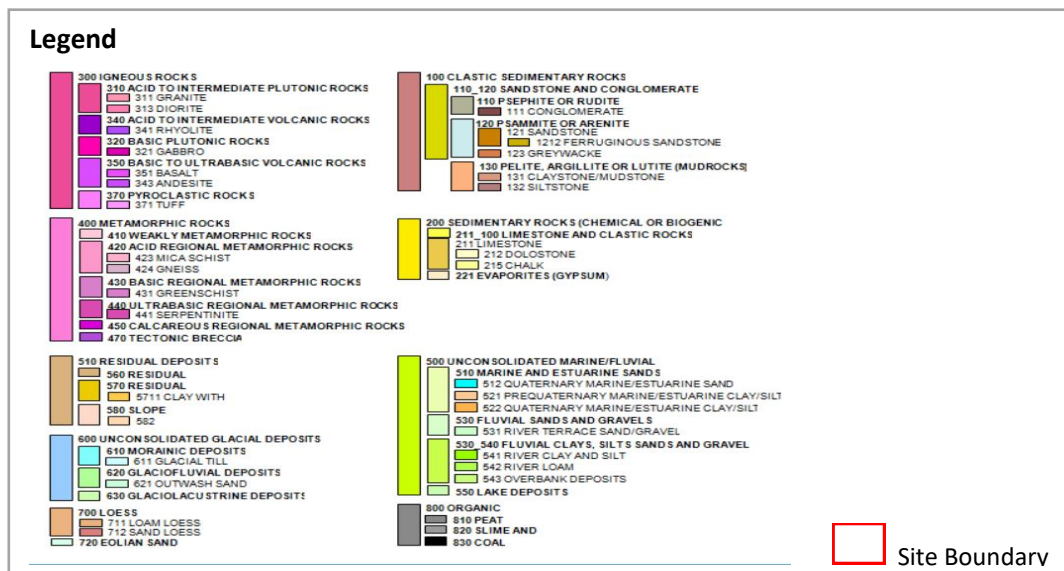 Legend
300 IGNEOUS ROCKS
310 ACID TO INTERMEDIATE PLUTONIC ROCKS
311 GRANITE
313 DIORITE
340 ACID TO INTERMEDIATE VOLCANIC ROCKS
341 RHYOLITE
320 BASIC PLUTONIC ROCKS
321 GABBRO
350 BASIC TO ULTRABASIC VOLCANIC ROCKS
351 BASALT
343 ANDESITE
370 PYROCLASTIC ROCKS
371 TUFF
400 METAMORPHIC ROCKS
410 WEAKLY METAMORPHIC ROCKS
420 ACID REGIONAL METAMORPHIC ROCKS
423 MICA SCHIST
424 GNEISS
430 BASIC REGIONAL METAMORPHIC ROCKS
431 GREENSCHIST
440 ULTRABASIC REGIONAL METAMORPHIC ROCKS
441 SERPENTINITE
450 CALCAREOUS REGIONAL METAMORPHIC ROCKS
470 TECTONIC BRECCIA
510 RESIDUAL DEPOSITS
560 RESIDUAL
570 RESIDUAL
5711 CLAY WITH
580 SLOPE
582
600 UNCONSOLIDATED GLACIAL DEPOSITS
610 MORAINIC DEPOSITS
611 GLACIAL TILL
620 GLACIOFLUVIAL DEPOSITS
621 OUTWASH SAND
630 GLACIOLACUSTRINE DEPOSITS
700 LOESS
711 LOAM LOESS
712 SAND LOESS
720 EOLIAN SAND
100 CLASTIC SEDIMENTARY ROCKS
110_120 SANDSTONE AND CONGLOMERATE
110 PSEPHITE OR RUDITE
111 CONGLOMERATE
120 PSAMMITE OR ARENITE
121 SANDSTONE
1212 FERRUGINOUS SANDSTONE
123 GREYWACKE
130 PELITE, ARGILLITE OR LUTITE (MUDROCKS)
131 CLAYSTONE/MUDSTONE
132 SILTSTONE
200 SEDIMENTARY ROCKS (CHEMICAL OR BIOGENIC
211_100 LIMESTONE AND CLASTIC ROCKS
211 LIMESTONE
212 DOLOSTONE
215 CHALK
221 EVAPORITES (GYPSUM)
500 UNCONSOLIDATED MARINE/FLUVIAL
510 MARINE AND ESTUARINE SANDS
512 QUATERNARY MARINE/ESTUARINE SAND
521 PREQUATERNARY MARINE/ESTUARINE CLAY/SILT
522 QUATERNARY MARINE/ESTUARINE CLAY/SILT
530 FLUVIAL SANDS AND GRAVELS
531 RIVER TERRACE SAND/GRAVEL
530_540 FLUVIAL CLAYS, SILTS SANDS AND GRAVEL
541 RIVER CLAY AND SILT
542 RIVER LOAM
543 OVERBANK DEPOSITS
550 LAKE DEPOSITS
800 ORGANIC
810 PEAT
820 SLIME AND
830 COAL
Site Boundary